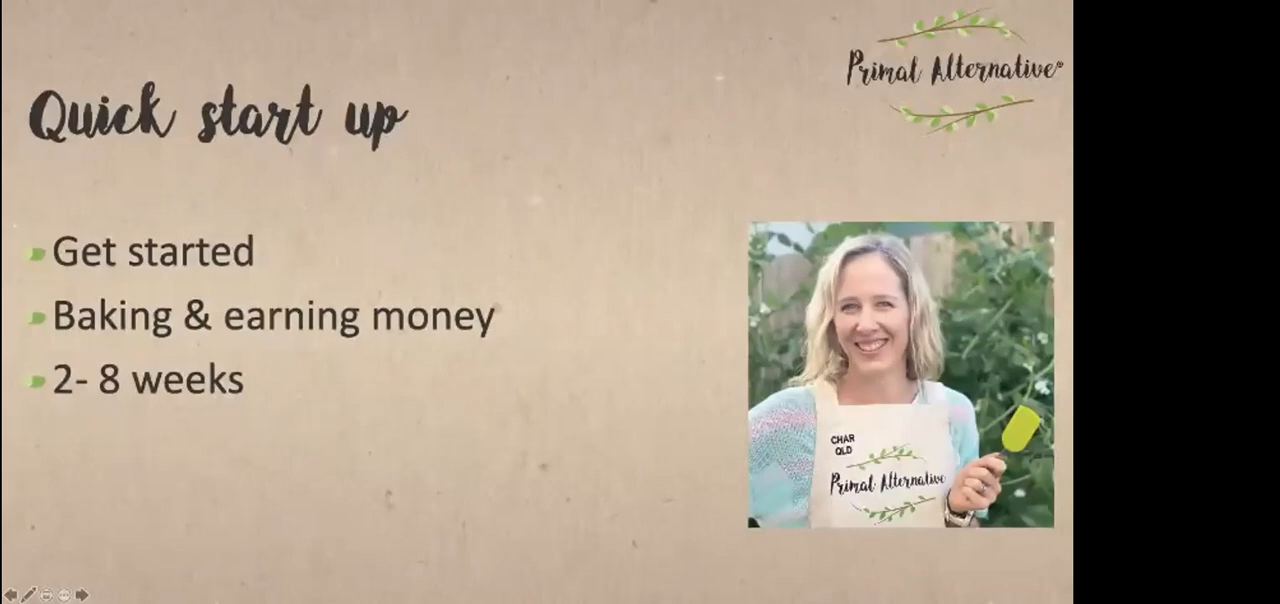 Primal Alternative®
Quick start up
Get started
Baking & earning money
2- 8 weeks
CHAR
QLD
Primal Alternative